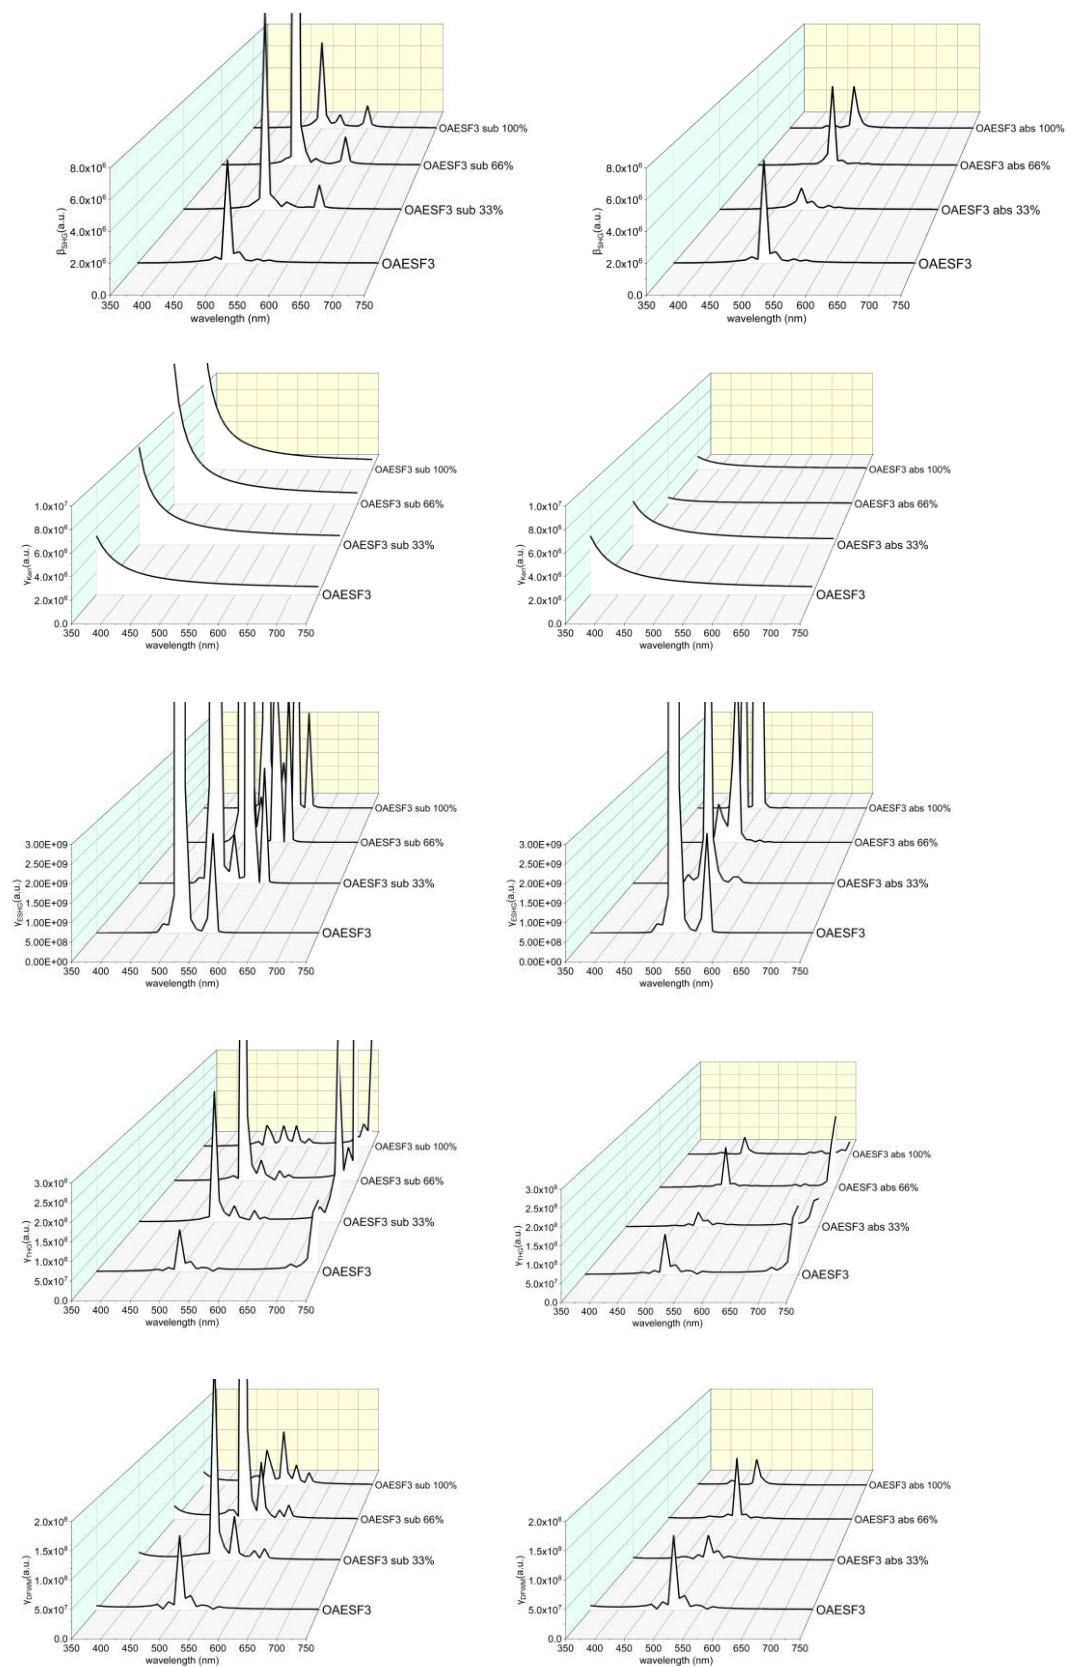 OAESF3 sub 100%
OAESF3 sub 66%
OAESF3 sub 33%
OAESF3
8.0x10⁶
6.0x10⁶
4.0x10⁶
2.0x10⁶
0.0
βSHG(a.u.)
350 400 450 500 550 600 650 700 750
wavelength (nm)
OAESF3 abs 100%
OAESF3 abs 66%
OAESF3 abs 33%
OAESF3
8.0x10⁶
6.0x10⁶
4.0x10⁶
2.0x10⁶
0.0
βSHG(a.u.)
350 400 450 500 550 600 650 700 750
wavelength (nm)
OAESF3 sub 100%
OAESF3 sub 66%
OAESF3 sub 33%
OAESF3
1.0x10⁷
8.0x10⁶
6.0x10⁶
4.0x10⁶
2.0x10⁶
0.0
γKerr(a.u.)
350 400 450 500 550 600 650 700 750
wavelength (nm)
OAESF3 abs 100%
OAESF3 abs 66%
OAESF3 abs 33%
OAESF3
1.0x10⁷
8.0x10⁶
6.0x10⁶
4.0x10⁶
2.0x10⁶
0.0
γKerr(a.u.)
350 400 450 500 550 600 650 700 750
wavelength (nm)
OAESF3 sub 100%
OAESF3 sub 66%
OAESF3 sub 33%
OAESF3
3.00E+09
2.50E+09
2.00E+09
1.50E+09
1.00E+09
5.00E+08
0.00E+00
γESHG(a.u.)
350 400 450 500 550 600 650 700 750
wavelength (nm)
OAESF3 abs 100%
OAESF3 abs 66%
OAESF3 abs 33%
OAESF3
3.00E+09
2.50E+09
2.00E+09
1.50E+09
1.00E+09
5.00E+08
0.00E+00
γESHG(a.u.)
350 400 450 500 550 600 650 700 750
wavelength (nm)
OAESF3 sub 100%
OAESF3 sub 66%
OAESF3 sub 33%
OAESF3
3.0x10⁸
2.5x10⁸
2.0x10⁸
1.5x10⁸
1.0x10⁸
5.0x10⁷
0.0
γTHG(a.u.)
350 400 450 500 550 600 650 700 750
wavelength (nm)
OAESF3 abs 100%
OAESF3 abs 66%
OAESF3 abs 33%
OAESF3
3.0x10⁸
2.5x10⁸
2.0x10⁸
1.5x10⁸
1.0x10⁸
5.0x10⁷
0.0
γTHG(a.u.)
350 400 450 500 550 600 650 700 750
wavelength (nm)
OAESF3 sub 100%
OAESF3 sub 66%
OAESF3 sub 33%
OAESF3
2.0x10⁸
1.5x10⁸
1.0x10⁸
5.0x10⁷
0.0
γDFWM(a.u.)
350 400 450 500 550 600 650 700 750
wavelength (nm)
OAESF3 abs 100%
OAESF3 abs 66%
OAESF3 abs 33%
OAESF3
2.0x10⁸
1.5x10⁸
1.0x10⁸
5.0x10⁷
0.0
γDFWM(a.u.)
350 400 450 500 550 600 650 700 750
wavelength (nm)